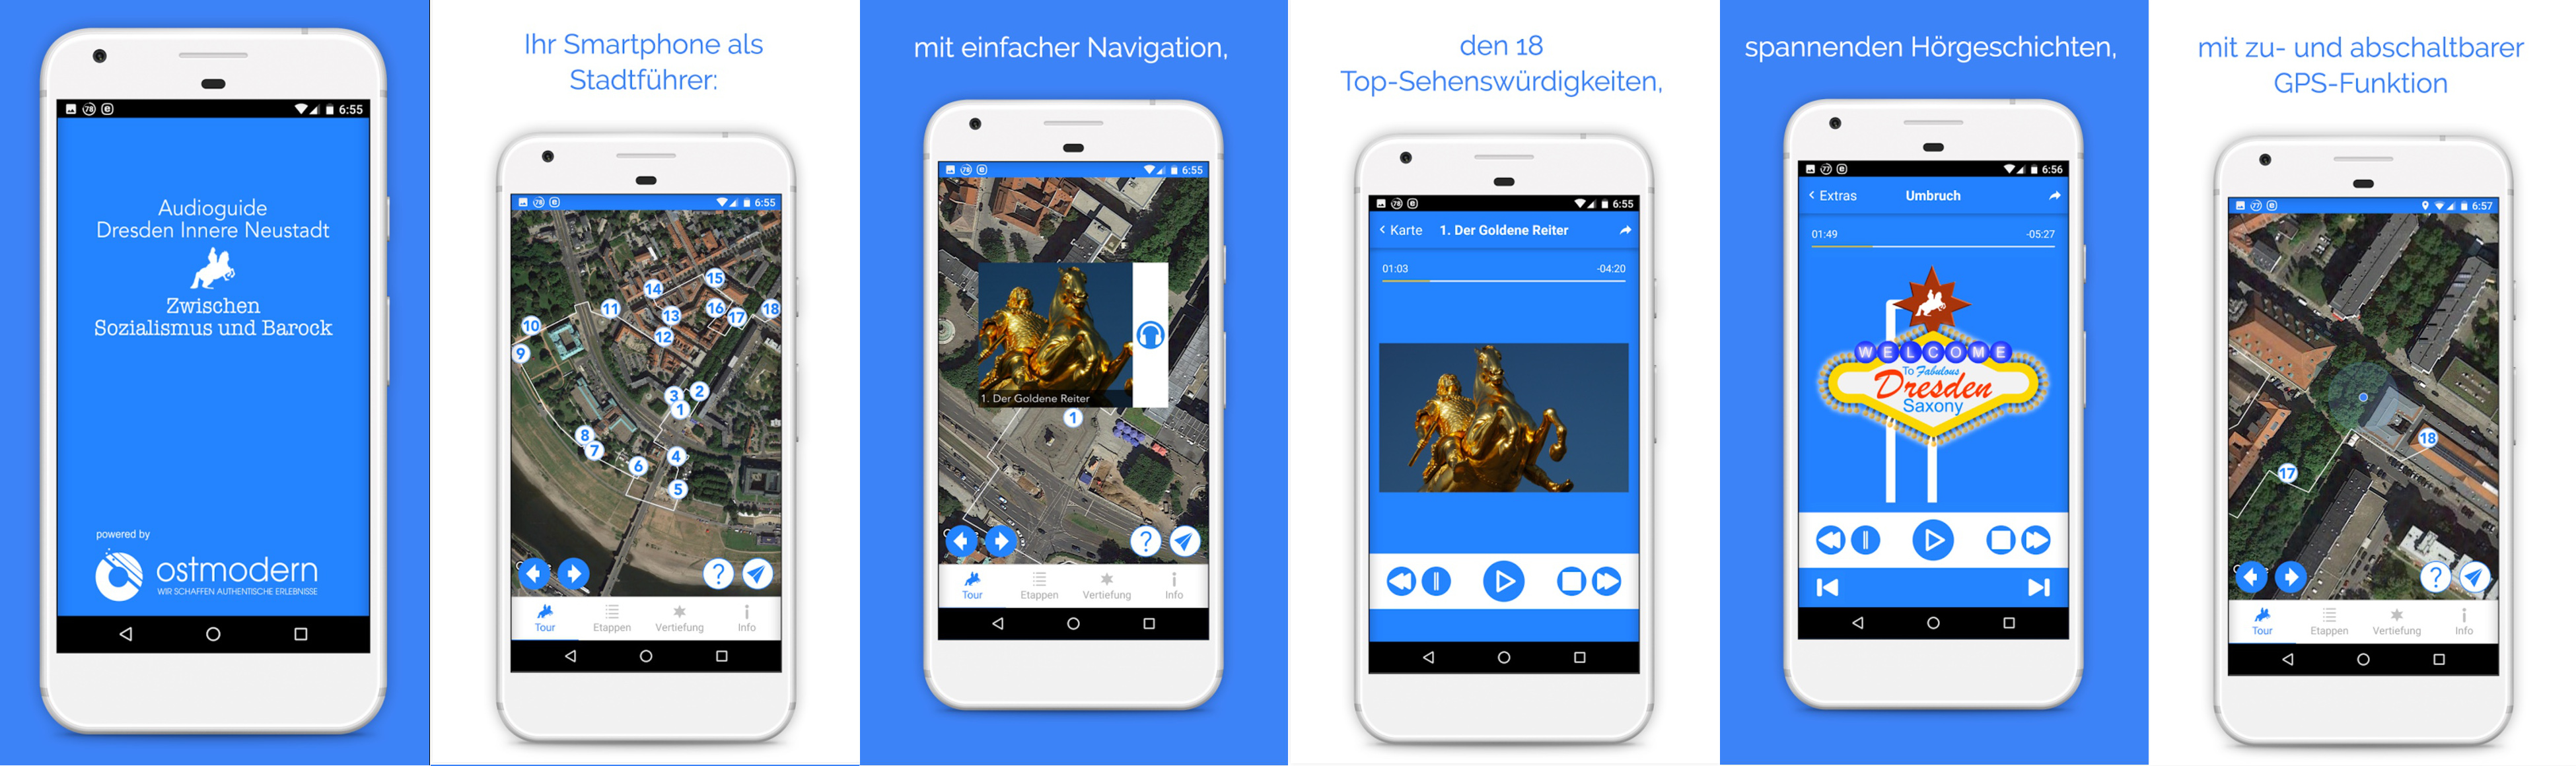 6:55
Audioguide
Dresden Innere Neustadt
Zwischen
Sozialismus und Barock
powered by
ostmodern
WIR SCHAFFEN AUTHENTISCHE ERLEBNISSE
Ihr Smartphone als
Stadtführer:
78
6:55
15
14
11
16
18
13
17
10
12
9
2
3
1
8
7
4
6
5
?
Tour
Etappen
Vertiefung
Info
mit einfacher Navigation,
78
6:55
1. Der Goldene Reiter
1
?
Tour
Etappen
Vertiefung
Info
den 18
Top-Sehenswürdigkeiten,
78
6:55
< Karte 1. Der Goldene Reiter
01:03 -04:20
spannenden Hörgeschichten,
77
6:56
< Extras Umbruch
01:49 -05:27
WELCOME
To Fabulous
Dresden
Saxony
mit zu- und abschaltbarer
GPS-Funktion
77
6:57
18
17
?
Tour
Etappen
Vertiefung
Info